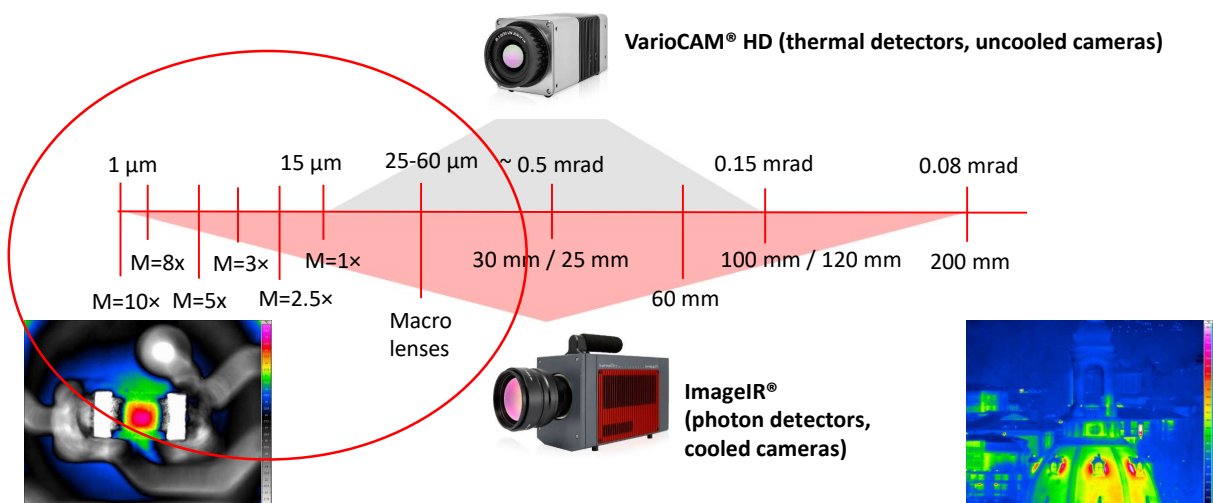 VarioCAM® HD (thermal detectors, uncooled cameras)
1 µm
15 µm
25-60 µm
~ 0.5 mrad
0.15 mrad
0.08 mrad
M=8x
M=3×
M=1×
30 mm / 25 mm
100 mm / 120 mm
200 mm
M=10×
M=5x
M=2.5×
60 mm
Macro
lenses
ImageIR®
(photon detectors,
cooled cameras)